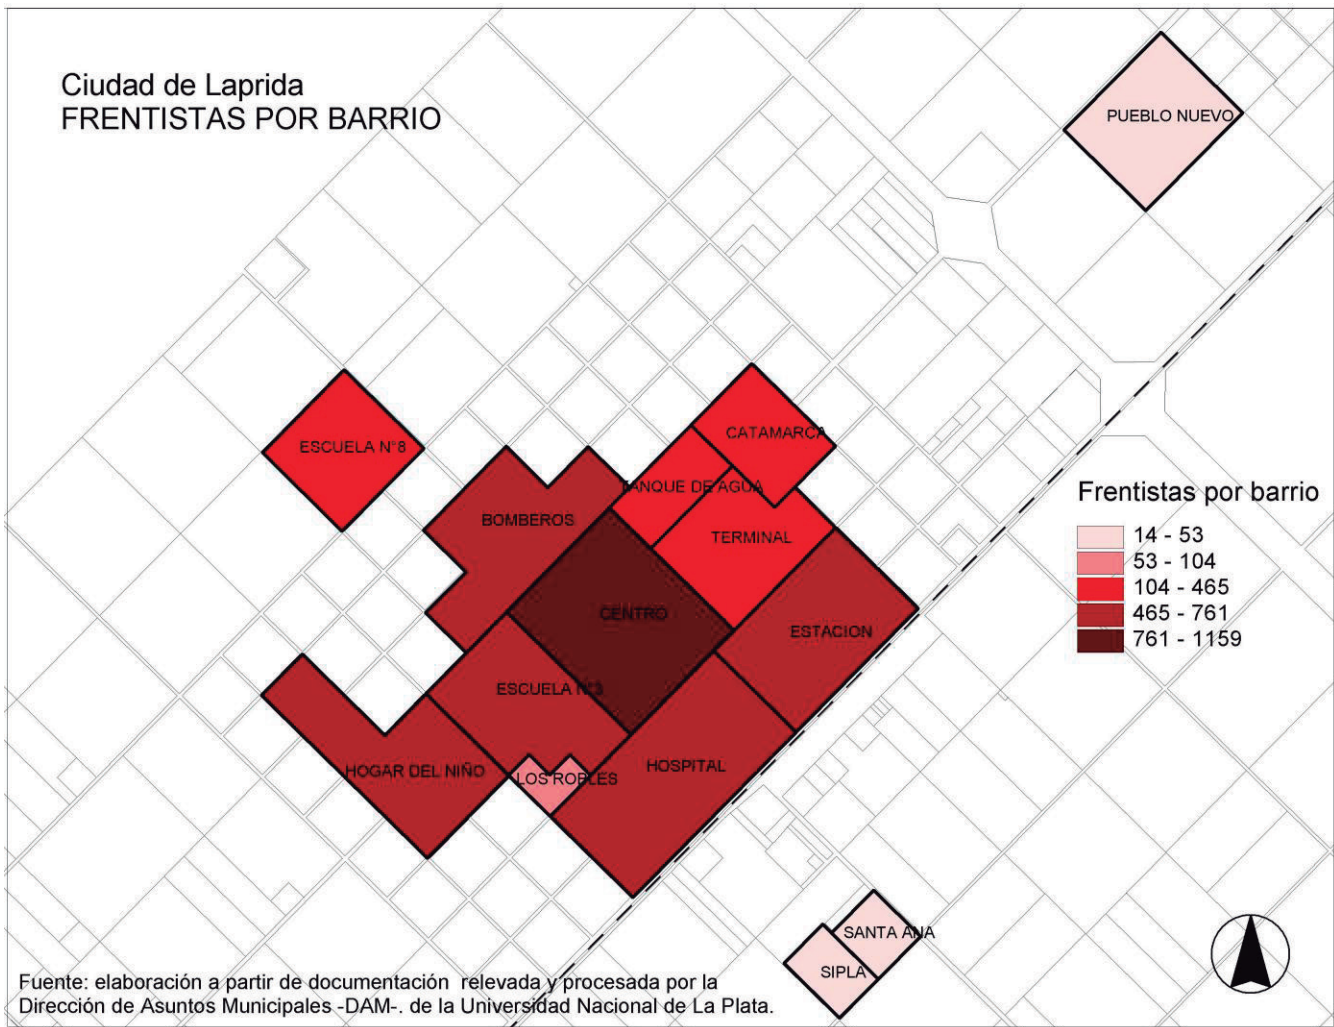 Ciudad de Laprida
FRENTISTAS POR BARRIO
PUEBLO NUEVO
CATAMARCA
ESCUELA N°8
TANQUE DE AGUA
BOMBEROS
TERMINAL
CENTRO
ESTACION
ESCUELA N°3
HOSPITAL
HOGAR DEL NIÑO
LOS ROBLES
SANTA ANA
SIPLA
Frentistas por barrio
14 - 53
53 - 104
104 - 465
465 - 761
761 - 1159
Fuente: elaboración a partir de documentación relevada y procesada por la
Dirección de Asuntos Municipales -DAM-. de la Universidad Nacional de La Plata.